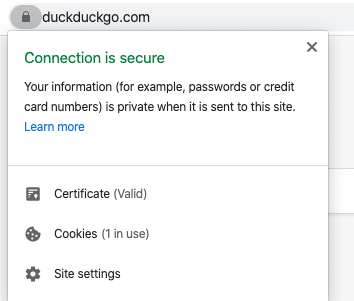 duckduckgo.com
Connection is secure
Your information (for example, passwords or credit
card numbers) is private when it is sent to this site.
Learn more
Certificate (Valid)
Cookies (1 in use)
Site settings